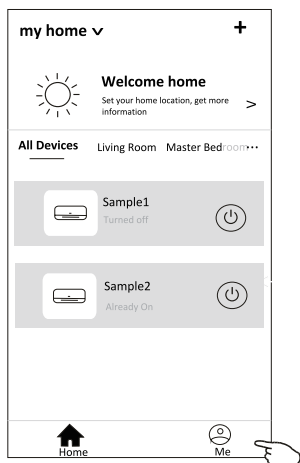 my home
Welcome home
Set your home location, get more
information
All Devices Living Room Master Bedroom
Sample1
Turned off
Sample2
Already On
Home
Me